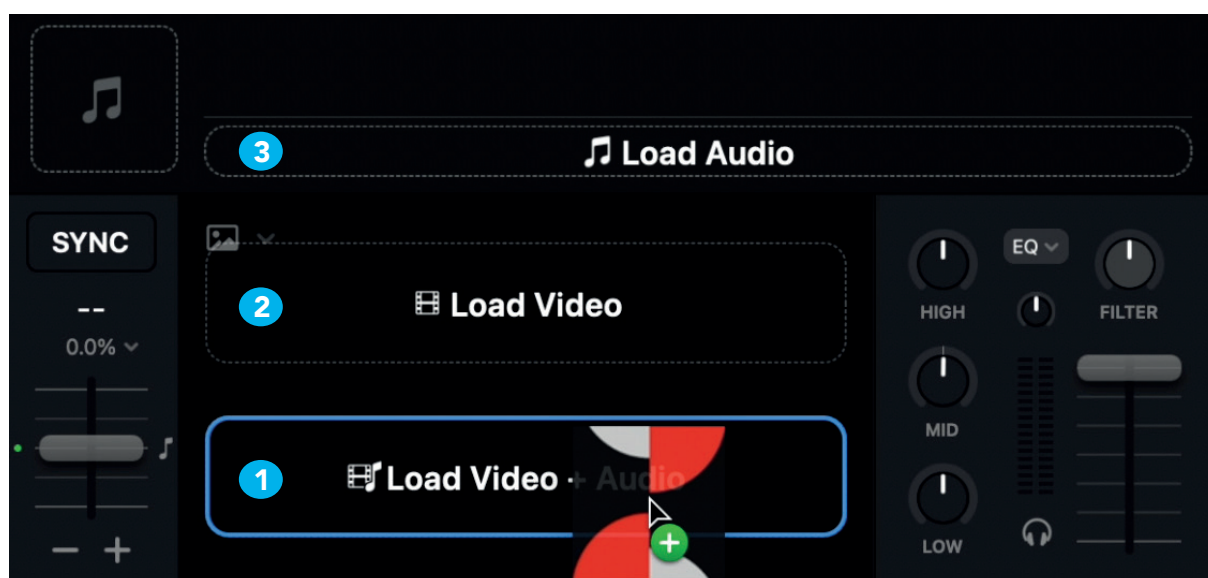 3 Load Audio
SYNC
--
0.0%
2 Load Video
1 Load Video + Audio
EQ
HIGH
FILTER
MID
LOW